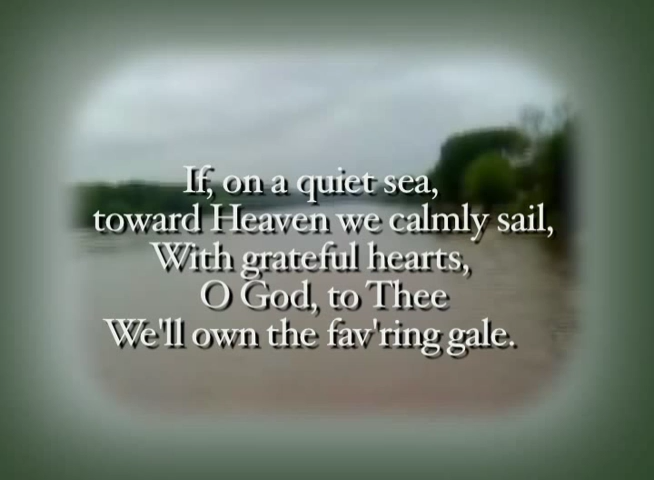 If, on a quiet sea,
toward Heaven we calmly sail,
With grateful hearts,
O God, to Thee
We'll own the fav'ring gale.